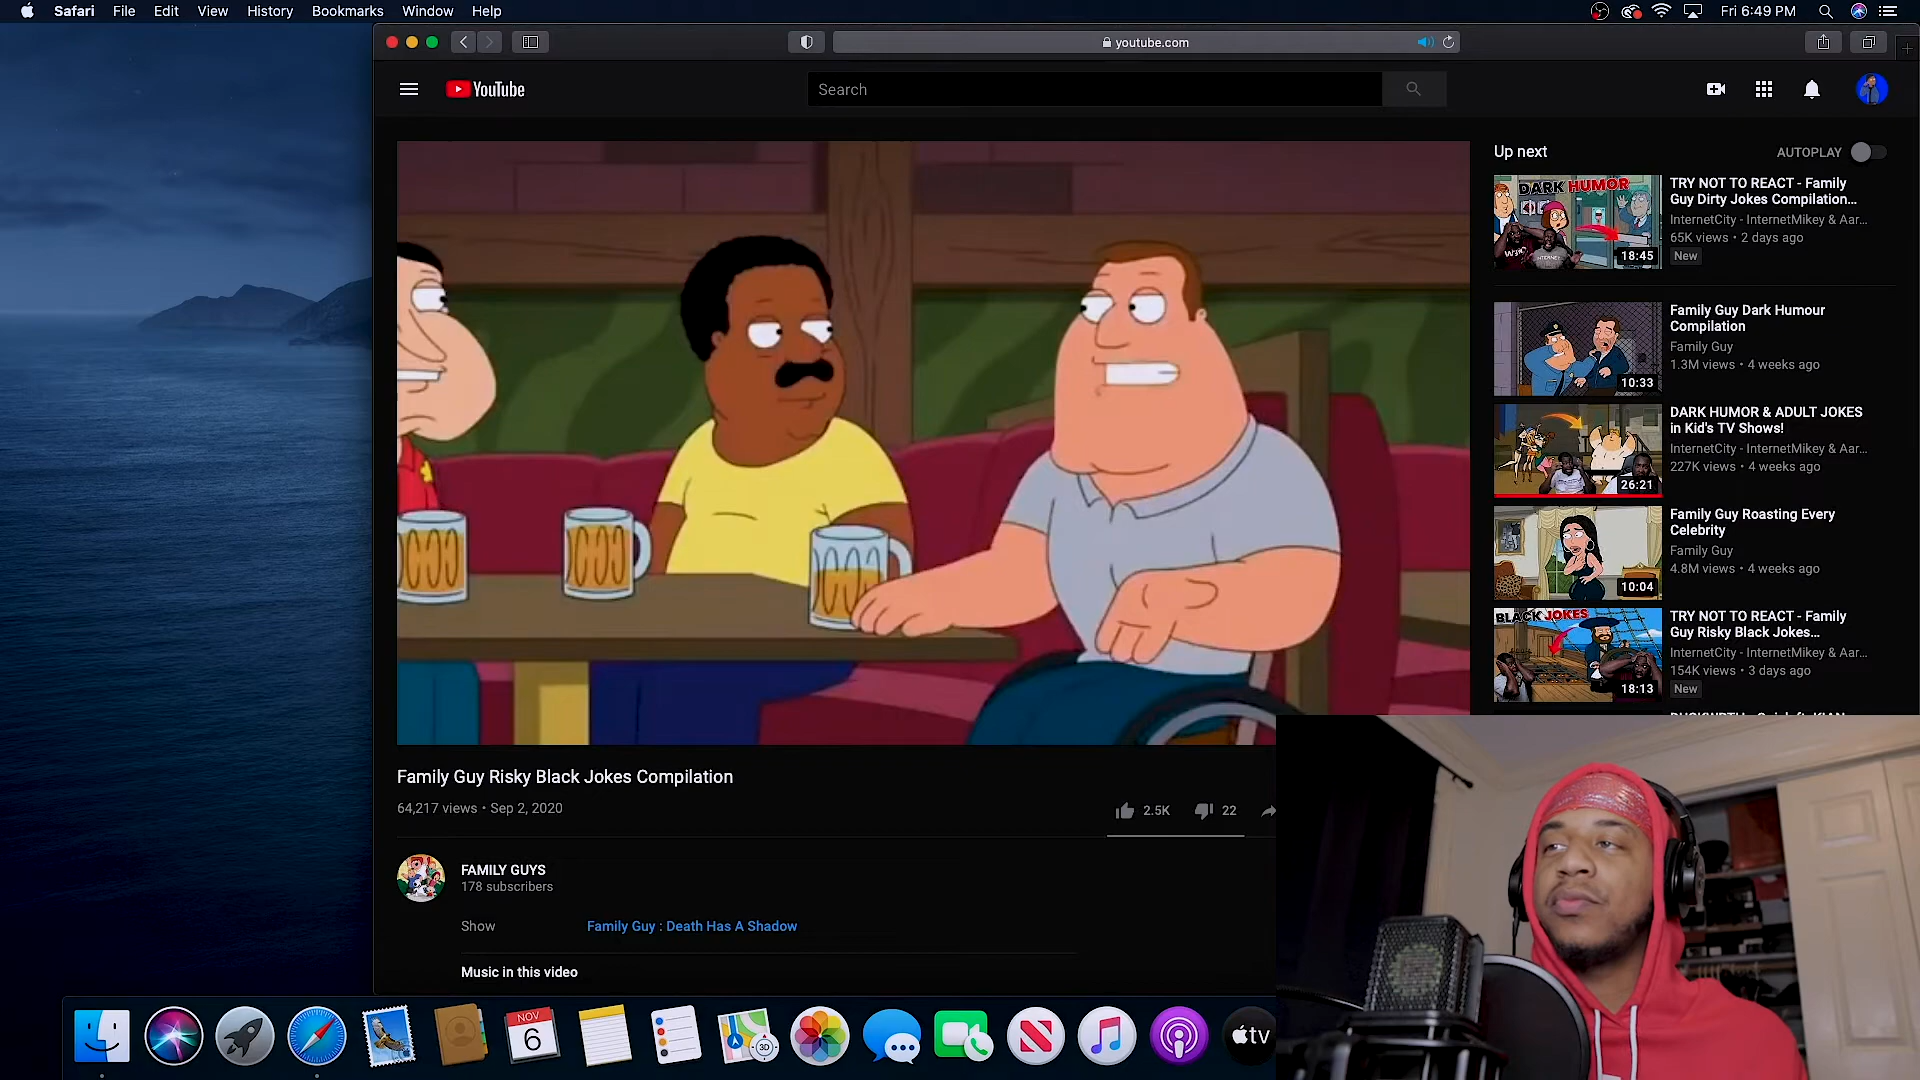 Safari File Edit View History Bookmarks Window Help
Fri 6:49 PM
youtube.com
YouTube
Search
Up next
AUTOPLAY
DARK HUMOR
18:45
TRY NOT TO REACT - Family
Guy Dirty Jokes Compilation...
InternetCity - InternetMikey & Aar...
65K views • 2 days ago
New
10:33
Family Guy Dark Humour
Compilation
Family Guy
1.3M views • 4 weeks ago
26:21
DARK HUMOR & ADULT JOKES
in Kid's TV Shows!
InternetCity - InternetMikey & Aar...
227K views • 4 weeks ago
10:04
Family Guy Roasting Every
Celebrity
Family Guy
4.8M views • 4 weeks ago
BLACK JOKES
18:13
TRY NOT TO REACT - Family
Guy Risky Black Jokes...
InternetCity - InternetMikey & Aar...
154K views • 3 days ago
New
Family Guy Risky Black Jokes Compilation
64,217 views • Sep 2, 2020
2.5K
22
FAMILY GUYS
178 subscribers
Show
Family Guy : Death Has A Shadow
Music in this video
NOV
6
3D
tv